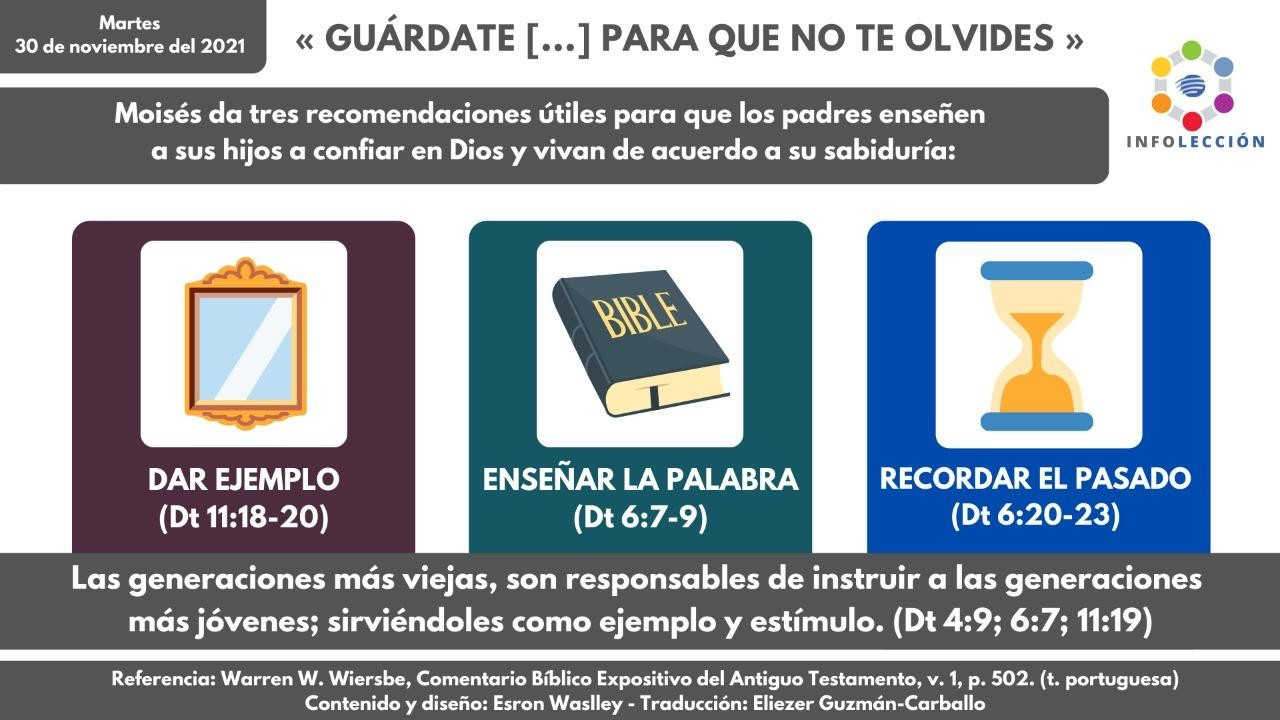 Martes
30 de noviembre del 2021
« GUÁRDATE [...] PARA QUE NO TE OLVIDES »
Moisés da tres recomendaciones útiles para que los padres enseñen
a sus hijos a confiar en Dios y vivan de acuerdo a su sabiduría:
INFOLECCIÓN
BIBLE
DAR EJEMPLO
(Dt 11:18-20)
ENSEÑAR LA PALABRA
(Dt 6:7-9)
RECORDAR EL PASADO
(Dt 6:20-23)
Las generaciones más viejas, son responsables de instruir a las generaciones
más jóvenes; sirviéndoles como ejemplo y estímulo. (Dt 4:9; 6:7; 11:19)
Referencia: Warren W. Wiersbe, Comentario Bíblico Expositivo del Antiguo Testamento, v. 1, p. 502. (t. portuguesa)
Contenido y diseño: Esron Waslley - Traducción: Eliezer Guzmán-Carballo